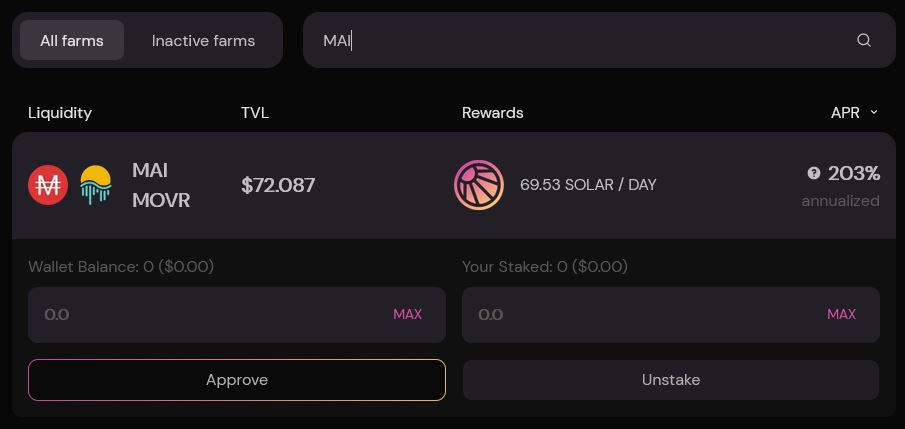 All farms
Inactive farms
MAI
Liquidity
TVL
Rewards
APR
MAI
MOVR
$72.087
69.53 SOLAR / DAY
203%
annualized
Wallet Balance: 0 ($0.00)
Your Staked: 0 ($0.00)
0.0
MAX
0.0
MAX
Approve
Unstake